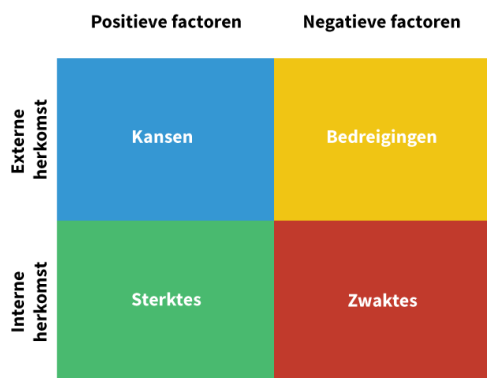 Positieve factoren
Negatieve factoren
Externe
herkomst
Kansen
Bedreigingen
Interne
herkomst
Sterktes
Zwaktes